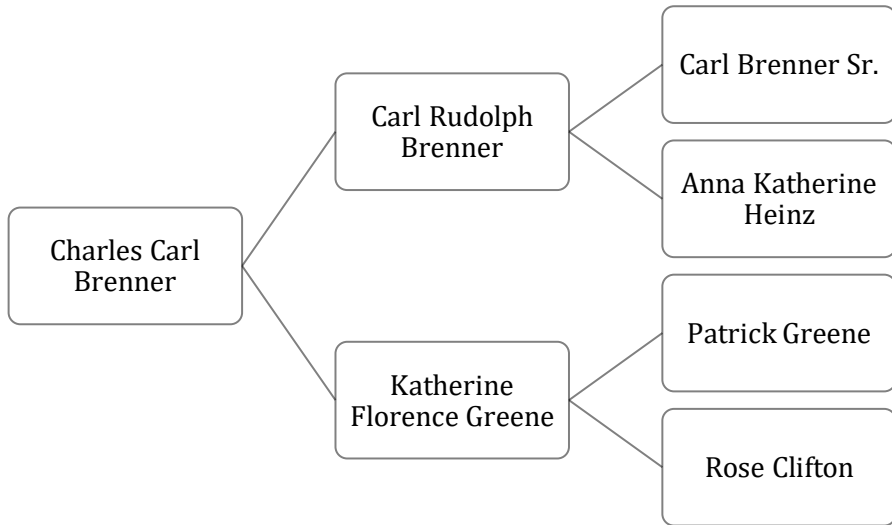 Carl Brenner Sr.
Carl Rudolph
Brenner
Anna Katherine
Heinz
Charles Carl
Brenner
Patrick Greene
Katherine
Florence Greene
Rose Clifton